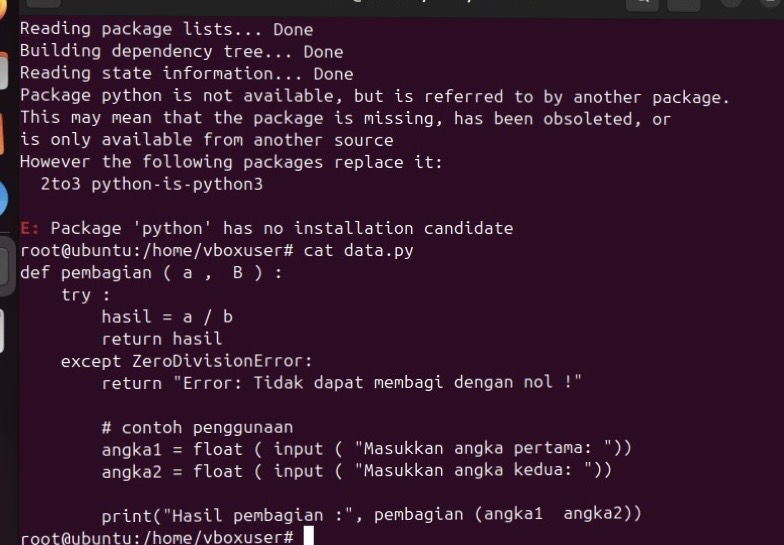 Reading package lists... Done
Building dependency tree... Done
Reading state information... Done
Package python is not available, but is referred to by another package.
This may mean that the package is missing, has been obsoleted, or
is only available from another source
However the following packages replace it:
  2to3 python-is-python3

E: Package 'python' has no installation candidate
root@ubuntu:/home/vboxuser# cat data.py
def pembagian ( a ,  B ) :
    try :
        hasil = a / b
        return hasil
    except ZeroDivisionError:
        return "Error: Tidak dapat membagi dengan nol !"

        # contoh penggunaan
        angka1 = float ( input ( "Masukkan angka pertama: "))
        angka2 = float ( input ( "Masukkan angka kedua: "))

        print("Hasil pembagian :", pembagian (angka1  angka2))
root@ubuntu:/home/vboxuser#